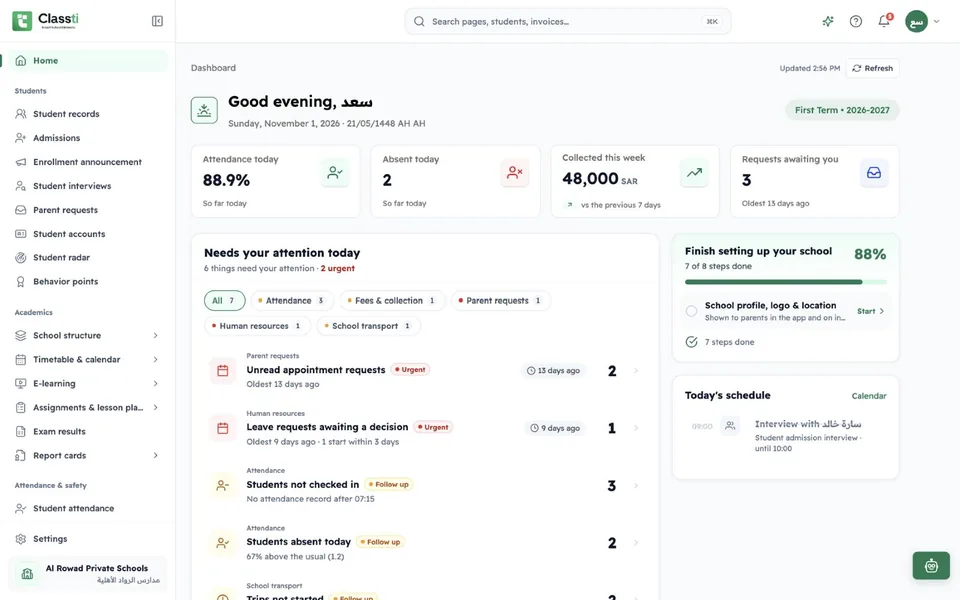 Classti
Search pages, students, invoices...
⌘K
8
سع
Home
Students
Student records
Admissions
Enrollment announcement
Student interviews
Parent requests
Student accounts
Student radar
Behavior points
Academics
School structure
Timetable & calendar
E-learning
Assignments & lesson pla...
Exam results
Report cards
Attendance & safety
Student attendance
Settings
Al Rowad Private Schools
مدارس الرواد الأهلية
Dashboard
Updated 2:56 PM
Refresh
Good evening, سعد
Sunday, November 1, 2026 · 21/05/1448 AH AH
First Term • 2026-2027
Attendance today
88.9%
So far today
Absent today
2
So far today
Collected this week
48,000 SAR
vs the previous 7 days
Requests awaiting you
3
Oldest 13 days ago
Needs your attention today
6 things need your attention · 2 urgent
All 7
Attendance 3
Fees & collection 1
Parent requests 1
Human resources 1
School transport 1
Parent requests
Unread appointment requests Urgent
Oldest 13 days ago
13 days ago
2
Human resources
Leave requests awaiting a decision Urgent
Oldest 9 days ago · 1 start within 3 days
9 days ago
1
Attendance
Students not checked in Follow up
No attendance record after 07:15
3
Attendance
Students absent today Follow up
67% above the usual (1.2)
2
School transport
Trips not started Follow up
2
Finish setting up your school
88%
7 of 8 steps done
School profile, logo & location
Shown to parents in the app and on in...
Start
7 steps done
Today's schedule
Calendar
09:00
Interview with سارة خالد
Student admission interview ·
until 10:00